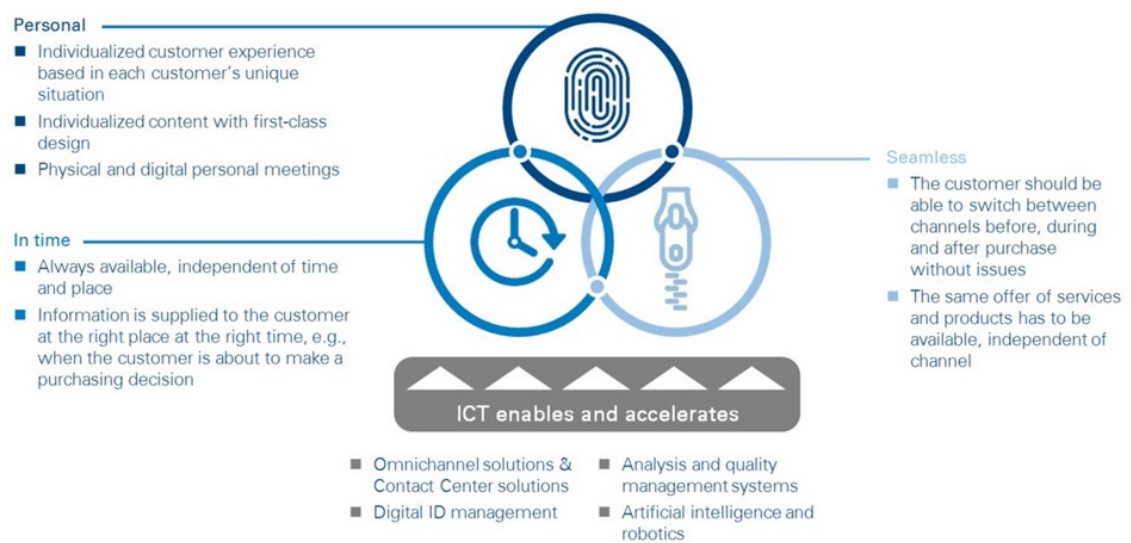 Personal
Individualized customer experience
based in each customer's unique
situation
Individualized content with first-class
design
Physical and digital personal meetings
In time
Always available, independent of time
and place
Information is supplied to the customer
at the right place at the right time, e.g.,
when the customer is about to make a
purchasing decision
Seamless
The customer should be
able to switch between
channels before, during
and after purchase
without issues
The same offer of services
and products has to be
available, independent of
channel
ICT enables and accelerates
Omnichannel solutions &
Contact Center solutions
Digital ID management
Analysis and quality
management systems
Artificial intelligence and
robotics